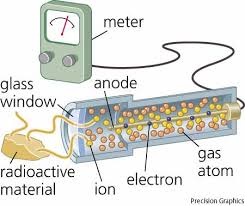 meter
glass
window
anode
radioactive
material
ion
electron
gas
atom
Precision Graphics